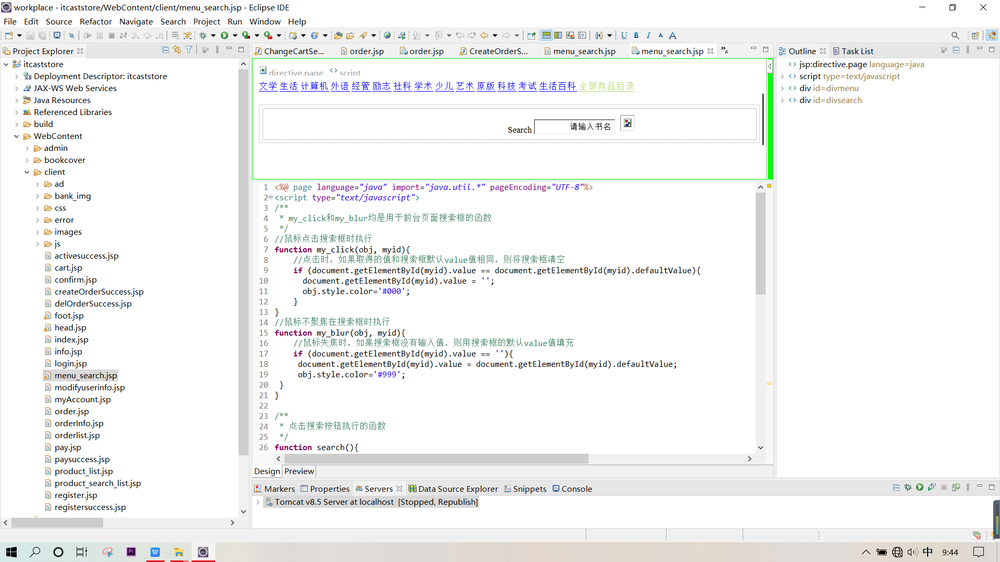 workplace - itcaststore/WebContent/client/menu_search.jsp - Eclipse IDE
File Edit Source Refactor Navigate Search Project Run Window Help
Project Explorer
itcaststore
Deployment Descriptor: itcaststore
JAX-WS Web Services
Java Resources
Referenced Libraries
build
WebContent
admin
bookcover
client
ad
bank_img
css
error
images
js
activesuccess.jsp
cart.jsp
confirm.jsp
createOrderSuccess.jsp
delOrderSuccess.jsp
foot.jsp
head.jsp
index.jsp
info.jsp
login.jsp
menu_search.jsp
modifyuserinfo.jsp
myAccount.jsp
order.jsp
orderInfo.jsp
orderlist.jsp
pay.jsp
paysuccess.jsp
product_list.jsp
product_search_list.jsp
register.jsp
registersuccess.jsp
ChangeCartSe... order.jsp order.jsp CreateOrderS... menu_search.jsp menu_search.jsp »6
directive.page script
文学 生活 计算机 外语 经管 励志 社科 学术 少儿 艺术 原版 科技 考试 生活百科 全部商品目录
Search 请输入书名
1 <%@ page language="java" import="java.util.*" pageEncoding="UTF-8"%>
2 <script type="text/javascript">
3 /**
4 * my_click和my_blur均是用于前台页面搜索框的函数
5 */
6 //鼠标点击搜索框时执行
7 function my_click(obj, myid){
8 //点击时，如果取得的值和搜索框默认value值相同，则将搜索框清空
9 if (document.getElementById(myid).value == document.getElementById(myid).defaultValue){
10 document.getElementById(myid).value = '';
11 obj.style.color='#000';
12 }
13 }
14 //鼠标不聚焦在搜索框时执行
15 function my_blur(obj, myid){
16 //鼠标失焦时，如果搜索框没有输入值，则用搜索框的默认value值填充
17 if (document.getElementById(myid).value == ''){
18 document.getElementById(myid).value = document.getElementById(myid).defaultValue;
19 obj.style.color='#999';
20 }
21 }
22
23 /**
24 * 点击搜索按钮执行的函数
25 */
26 function search(){
Design Preview
Outline Task List
jsp:directive.page language=java
script type=text/javascript
div id=divmenu
div id=divsearch
Markers Properties Servers Data Source Explorer Snippets Console
Tomcat v8.5 Server at localhost [Stopped, Republish]
Pr
中 9:44